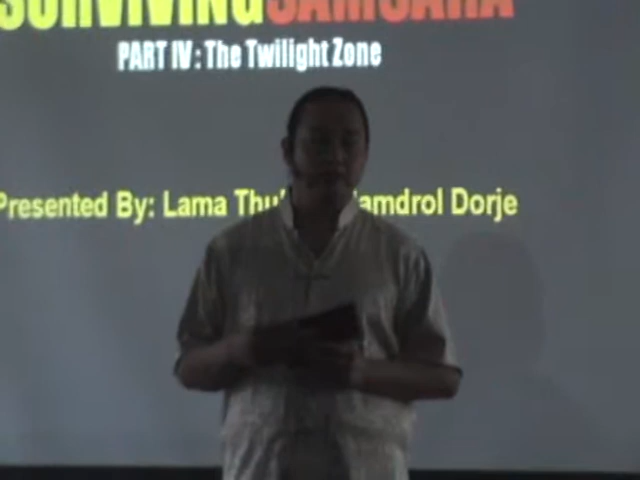 SURVIVING SAMSARA
PART IV: The Twilight Zone
Presented By: Lama Dorje